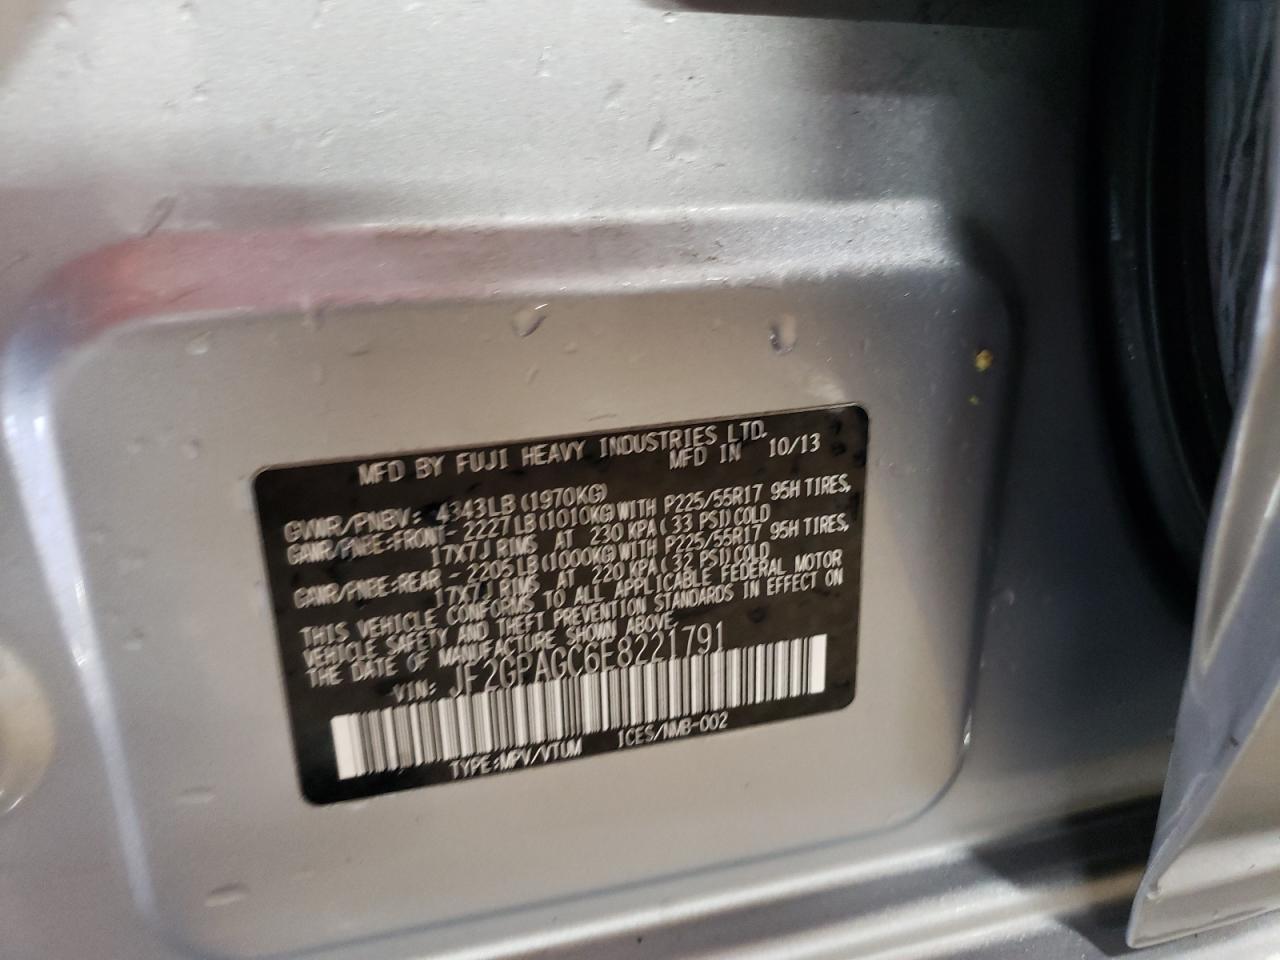 MFD BY FUJI HEAVY INDUSTRIES LTD.
MFD IN 10/13
GVWR/PNBV: 4343LB(1970KG)
GAWR/PNBE:FRONT- 2227LB(1010KG)WITH P225/55R17 95H TIRES,
17X7J RIMS AT 230 KPA(33 PSI)COLD
GAWR/PNBE:REAR - 2205LB(1000KG)WITH P225/55R17 95H TIRES,
17X7J RIMS AT 220 KPA(32 PSI)COLD
THIS VEHICLE CONFORMS TO ALL APPLICABLE FEDERAL MOTOR
VEHICLE SAFETY AND THEFT PREVENTION STANDARDS IN EFFECT ON
THE DATE OF MANUFACTURE SHOWN ABOVE.
VIN: JF2GPAGC6E8221791
TYPE:MPV/VTUM ICES/NMB-002